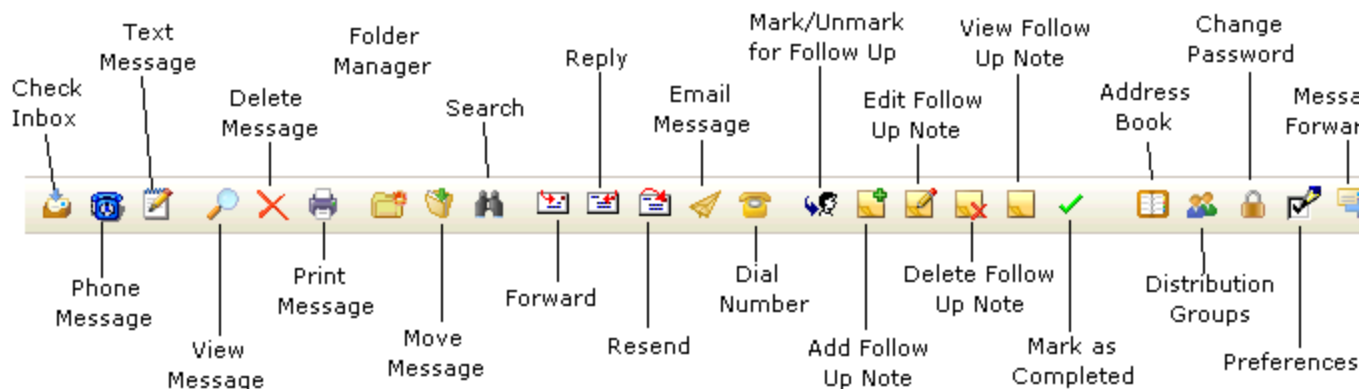 Check
Inbox
Text
Message
Delete
Message
Folder
Manager
Search
Reply
Email
Message
Mark/Unmark
for Follow Up
Edit Follow
Up Note
View Follow
Up Note
Address
Book
Change
Password
Messa
Forwar
Phone
Message
View
Message
Print
Message
Move
Message
Forward
Resend
Dial
Number
Add Follow
Up Note
Delete Follow
Up Note
Mark as
Completed
Distribution
Groups
Preferences